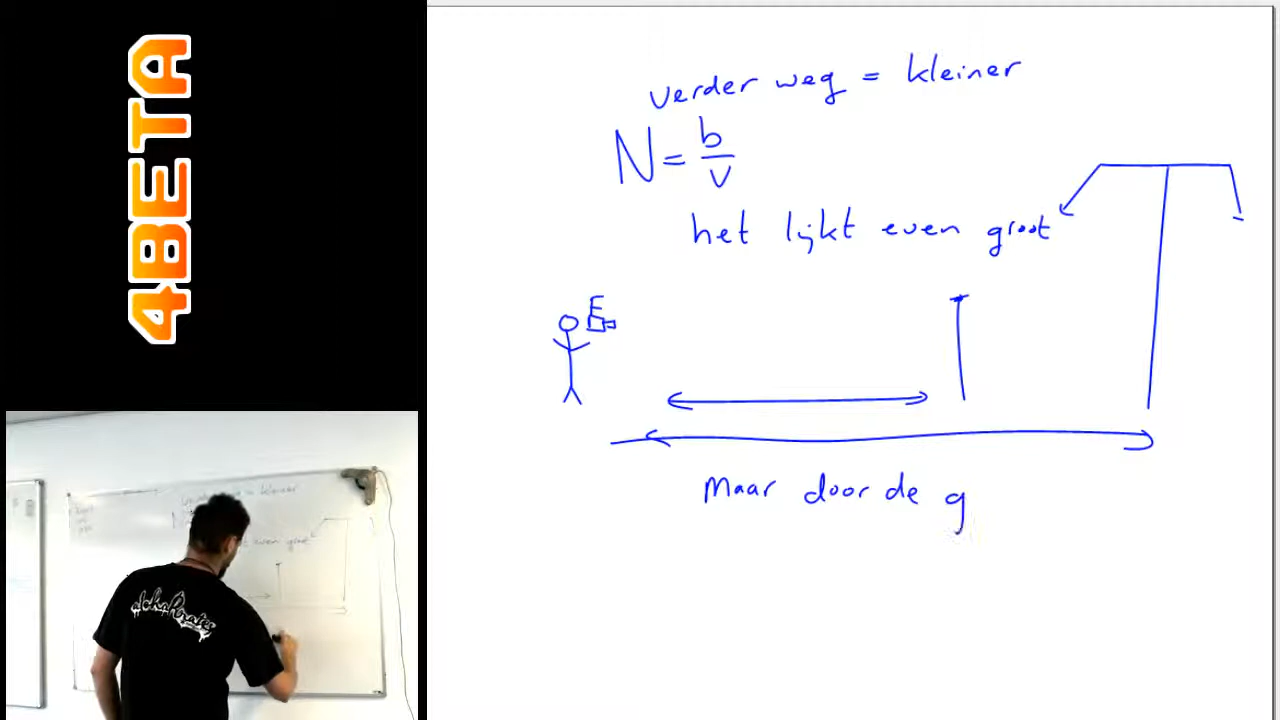 4BETA
verder weg = kleiner
N = b/v
het lijkt even groot
Maar door de g